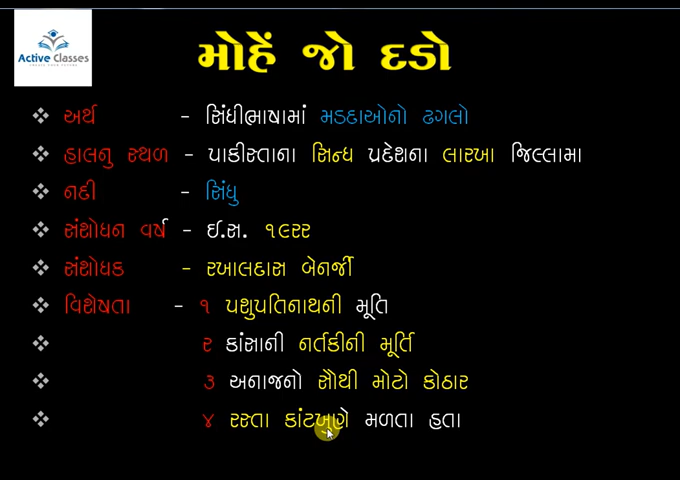 Active Classes
મોહેં જો દડો
❖ અર્થ - સિંધીભાષામાં મડદાઓનો ઢગલો
❖ હાલનુ સ્થળ - પાકીસ્તાના સિન્ધ પ્રદેશના લારખા જિલ્લામા
❖ નદી - સિંધુ
❖ સંશોધન વર્ષ - ઈ.સ. ૧૯૨૨
❖ સંશોધક - રખાલદાસ બેનર્જી
❖ વિશેષતા - ૧ પશુપતિનાથની મૂતિ
❖ ૨ કાંસાની નર્તકીની મૂર્તિ
❖ ૩ અનાજનો સૌથી મોટો કોઠાર
❖ ૪ રસ્તા કાંટખુણે મળતા હતા